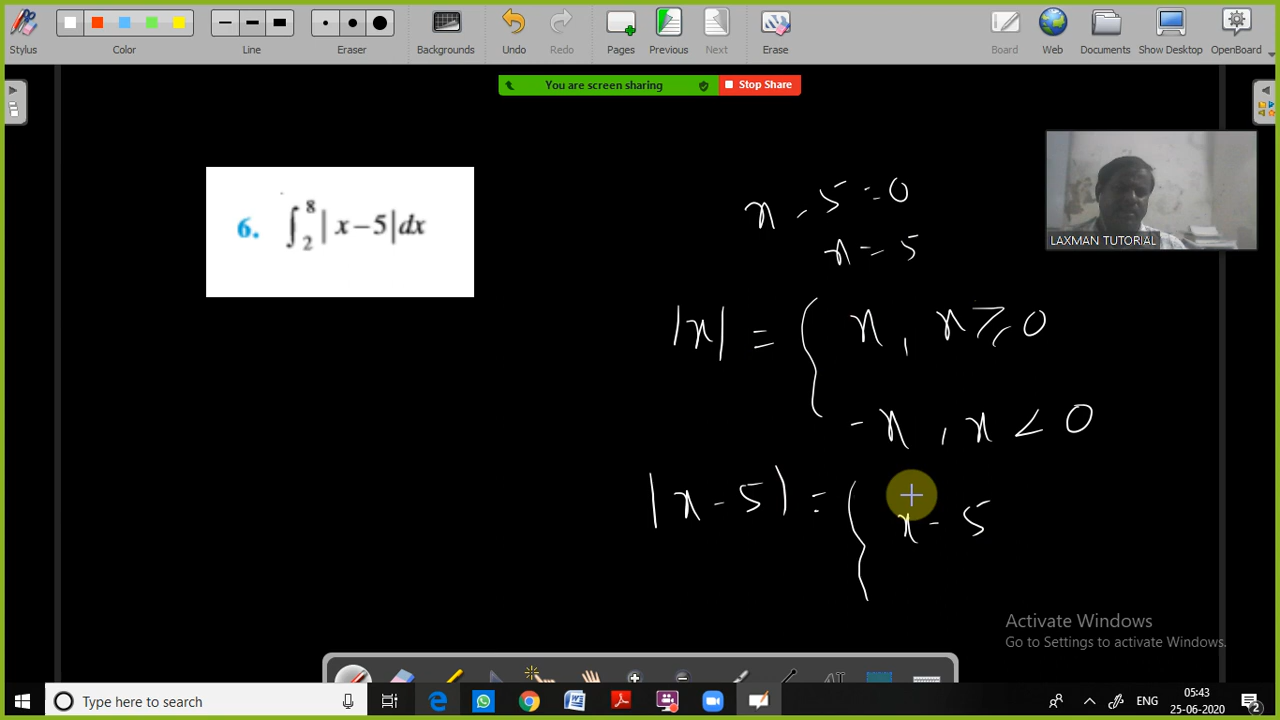 Stylus
Color
Line
Eraser
Backgrounds
Undo
Redo
Pages
Previous
Next
Erase
Board
Web
Documents
Show Desktop
OpenBoard
You are screen sharing
Stop Share
LAXMAN TUTORIAL
6. ∫₂⁸ |x−5|dx
x - 5 = 0
x = 5
|x| = { x, x ≥ 0
-x, x < 0
|x - 5| = { x - 5
Activate Windows
Go to Settings to activate Windows.
Type here to search
ENG
05:43
25-06-2020
2